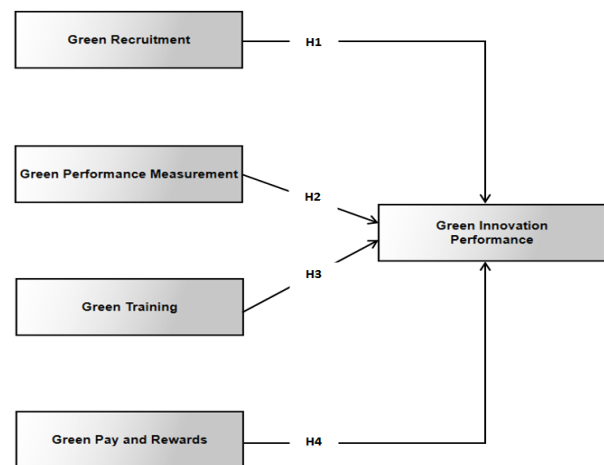 Green Recruitment
H1
Green Performance Measurement
H2
Green Innovation
Performance
H3
Green Training
Green Pay and Rewards
H4